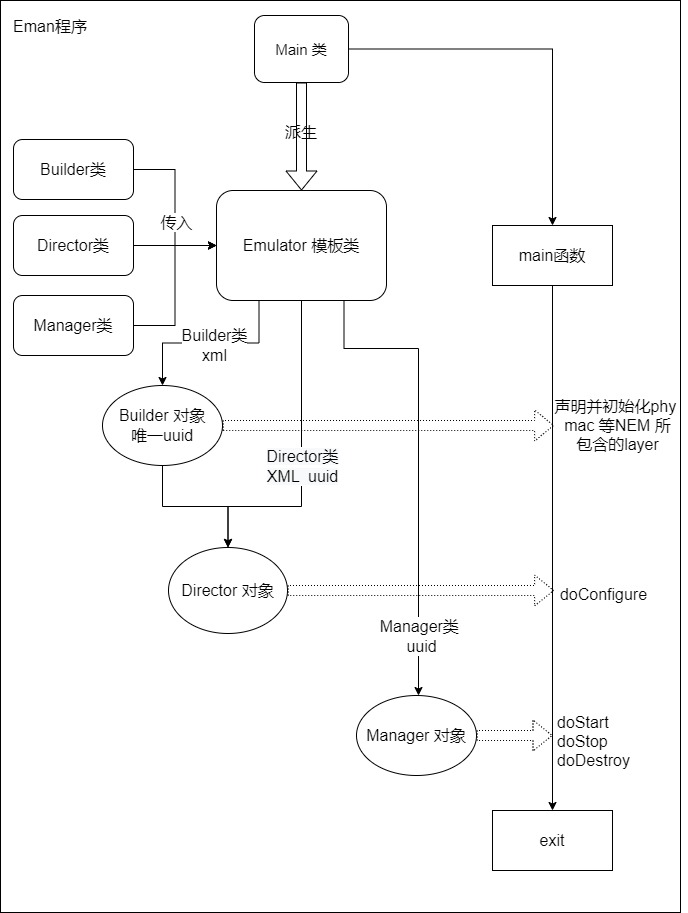 Eman程序
Main 类
派生
Builder类
传入
Director类
Emulator 模板类
main函数
Manager类
Builder类
xml
Builder 对象
唯一uuid
声明并初始化phy
mac 等NEM 所
包含的layer
Director类
XML uuid
Director 对象
doConfigure
Manager类
uuid
Manager 对象
doStart
doStop
doDestroy
exit